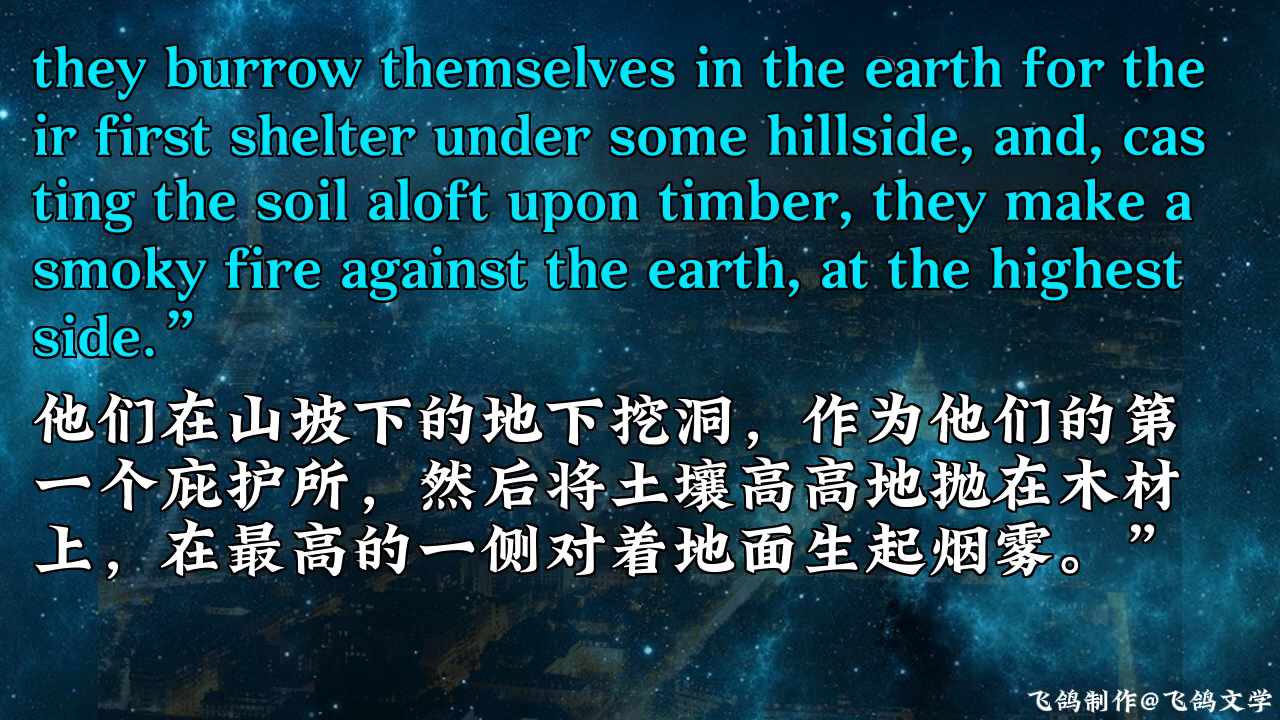 they burrow themselves in the earth for the
ir first shelter under some hillside, and, cas
ting the soil aloft upon timber, they make a
smoky fire against the earth, at the highest
side.”
他们在山坡下的地下挖洞，作为他们的第
一个庇护所，然后将土壤高高地抛在木材
上，在最高的一侧对着地面生起烟雾。”
飞鸽制作@飞鸽文学